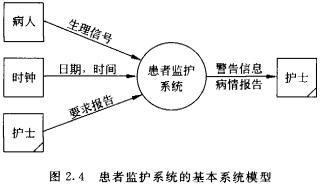 病人
生理信号
时钟
日期，时间
患者监护
系统
警告信息
病情报告
护士
护士
要求报告
图 2.4 患者监护系统的基本系统模型